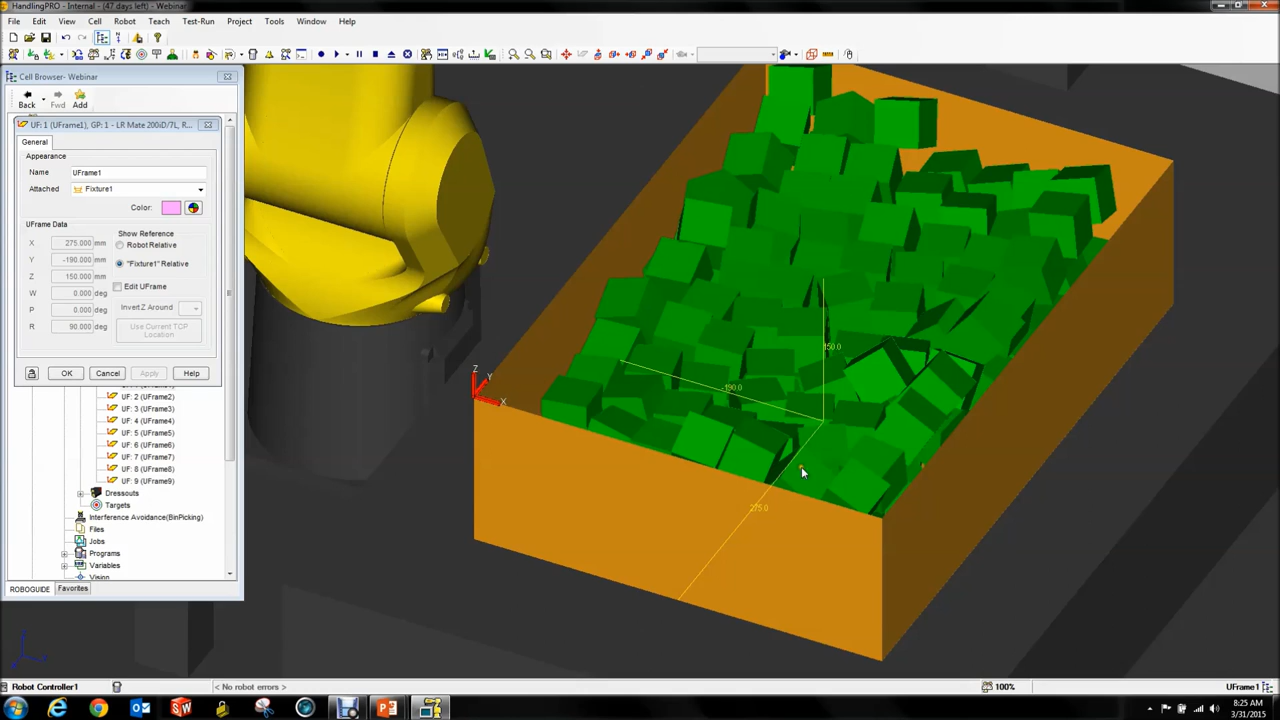 HandlingPRO - Internal - (47 days left) - Webinar
File Edit View Cell Robot Teach Test-Run Project Tools Window Help
Cell Browser- Webinar
Back Fwd Add
UF: 1 (UFrame1), GP: 1 - LR Mate 200iD/7L, R...
General
Appearance
Name UFrame1
Attached Fixture1
Color:
UFrame Data
Show Reference
X 275.000 mm
Robot Relative
Y -190.000 mm
"Fixture1" Relative
Z 150.000 mm
W 0.000 deg
Edit UFrame
P 0.000 deg
Invert Z Around
R 90.000 deg
Use Current TCP Location
OK Cancel Apply Help
UF: 2 (UFrame2)
UF: 3 (UFrame3)
UF: 4 (UFrame4)
UF: 5 (UFrame5)
UF: 6 (UFrame6)
UF: 7 (UFrame7)
UF: 8 (UFrame8)
UF: 9 (UFrame9)
Dressouts
Targets
Interference Avoidance(BinPicking)
Files
Jobs
Programs
Variables
Vision
ROBOGUIDE Favorites
Z
Y
X
150.0
-190.0
275.0
Robot Controller1
< No robot errors >
100%
UFrame1
8:25 AM
3/31/2015